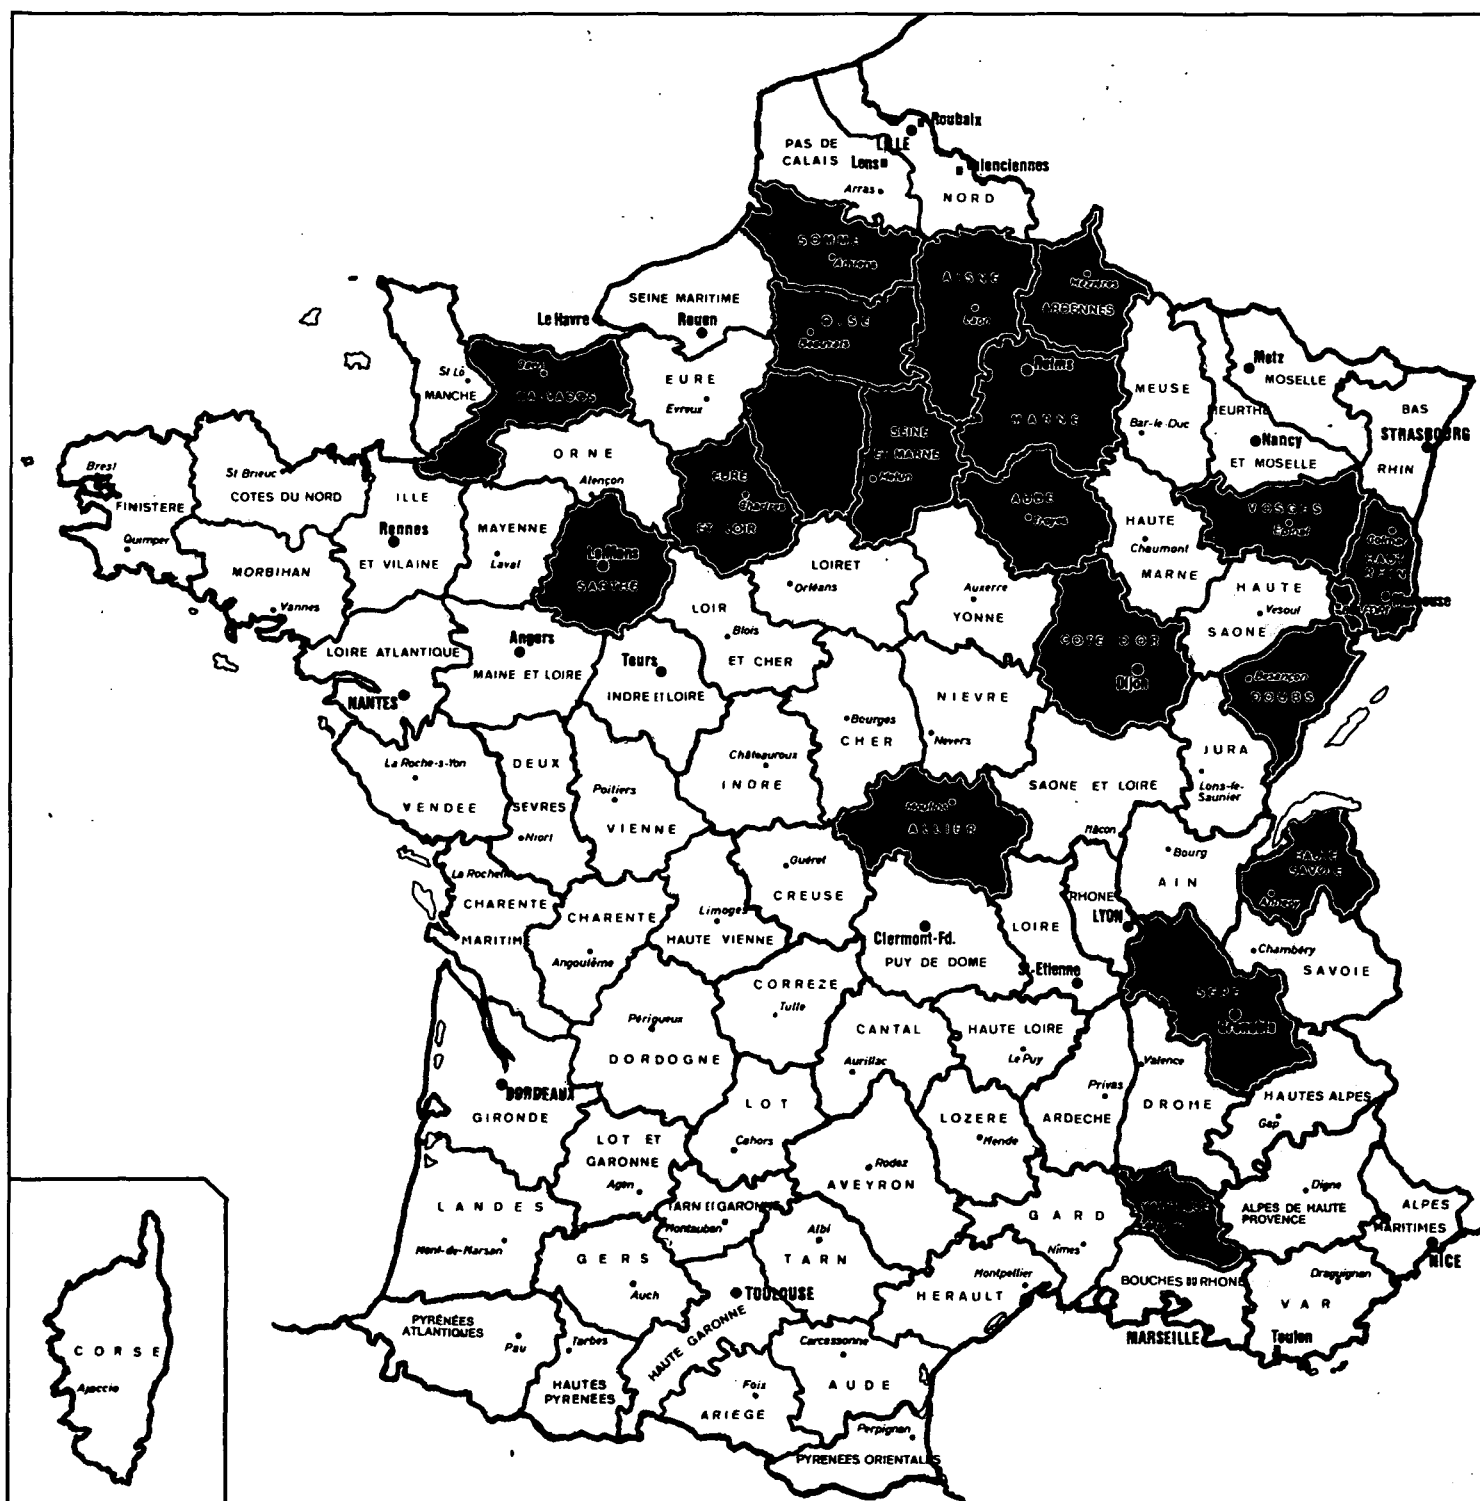 Roubaix
LILLE
PAS DE
CALAIS
Lens
Valenciennes
Arras
NORD
SOMME
Amiens
AISNE
Mézières
ARDENNES
SEINE MARITIME
Le Havre
Rouen
OISE
Beauvais
Laon
Metz
MOSELLE
Reims
St Lô
MANCHE
Caen
CALVADOS
EURE
Evreux
MEUSE
Bar-le-Duc
MEURTHE
Nancy
ET MOSELLE
BAS
STRASBOURG
RHIN
MARNE
SEINE
ET MARNE
Melun
Brest
FINISTERE
Quimper
St Brieuc
COTES DU NORD
ILLE
Rennes
ET VILAINE
MORBIHAN
Vannes
ORNE
Alençon
MAYENNE
Laval
Le Mans
SARTHE
EURE
Chartres
ET LOIR
AUBE
Troyes
HAUTE
Chaumont
MARNE
VOSGES
Epinal
Colmar
HAUT
RHIN
Mulhouse
LOIRET
Orléans
Auxerre
YONNE
HAUTE
Vesoul
SAONE
LOIR
Blois
ET CHER
COTE D'OR
Dijon
Besançon
DOUBS
LOIRE ATLANTIQUE
NANTES
Angers
MAINE ET LOIRE
Tours
INDRE ET LOIRE
NIEVRE
Nevers
Bourges
CHER
JURA
Lons-le-
Saunier
La Roche-s-Yon
VENDEE
DEUX
SEVRES
Niort
Poitiers
VIENNE
Châteauroux
INDRE
SAONE ET LOIRE
Mâcon
Moulins
ALLIER
Bourg
AIN
HAUTE
SAVOIE
Annecy
La Rochelle
CHARENTE
MARITIME
CHARENTE
Angoulême
Limoges
HAUTE VIENNE
Guéret
CREUSE
Clermont-Fd.
PUY DE DOME
LOIRE
RHONE
LYON
St-Etienne
Chambéry
SAVOIE
ISERE
Grenoble
CORREZE
Tulle
Périgueux
DORDOGNE
CANTAL
Aurillac
HAUTE LOIRE
Le Puy
Privas
ARDECHE
Valence
DROME
HAUTES ALPES
Gap
BORDEAUX
GIRONDE
LOT
Cahors
LOT ET
GARONNE
Agen
LOZERE
Mende
Rodez
AVEYRON
TARN ET GARONNE
Montauban
LANDES
Mont-de-Marsan
GERS
Auch
Albi
TARN
GARD
Nîmes
Digne
ALPES DE HAUTE
PROVENCE
ALPES
MARITIMES
NICE
TOULOUSE
HAUTE GARONNE
Montpellier
HERAULT
BOUCHES DU RHONE
MARSEILLE
Draguignan
VAR
Toulon
PYRÉNÉES
ATLANTIQUES
Pau
Tarbes
HAUTES
PYRENÉES
Carcassonne
AUDE
Foix
ARIEGE
Perpignan
PYRENEES ORIENTALES
CORSE
Ajaccio